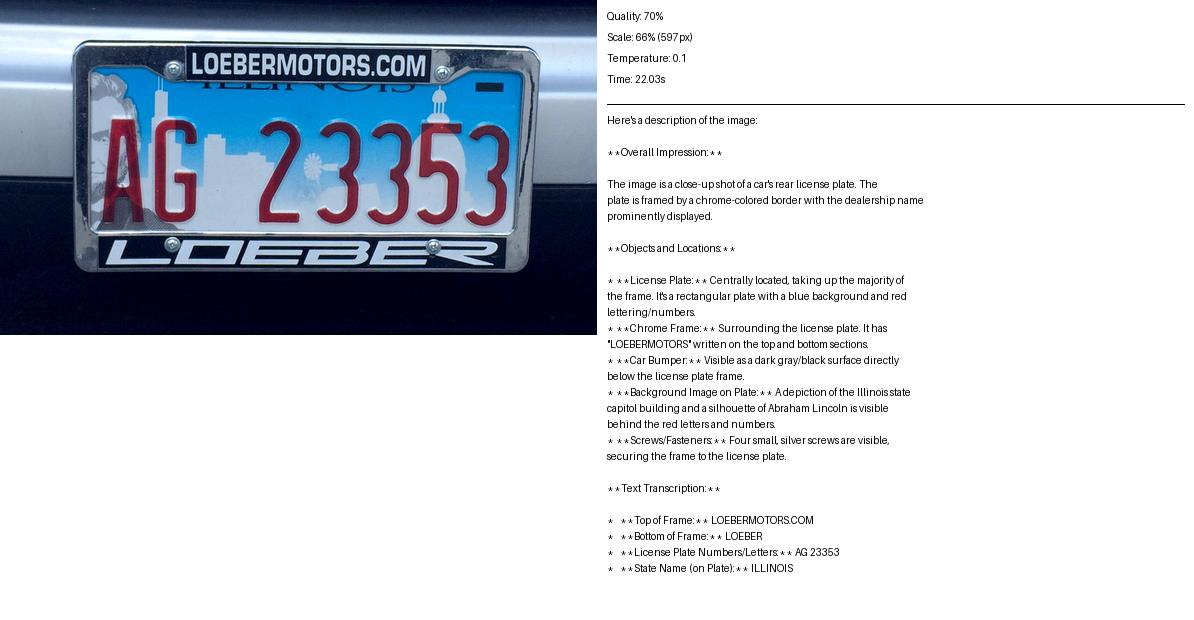 LOEBERMOTORS.COM
ILLINOIS
AG 23353
LOEBER
Quality: 70%
Scale: 66% (597px)
Temperature: 0.1
Time: 22.03s
Here's a description of the image:
**Overall Impression:**
The image is a close-up shot of a car's rear license plate. The
plate is framed by a chrome-colored border with the dealership name
prominently displayed.
**Objects and Locations:**
* **License Plate:** Centrally located, taking up the majority of
the frame. It's a rectangular plate with a blue background and red
lettering/numbers.
* **Chrome Frame:** Surrounding the license plate. It has
"LOEBERMOTORS" written on the top and bottom sections.
* **Car Bumper:** Visible as a dark gray/black surface directly
below the license plate frame.
* **Background Image on Plate:** A depiction of the Illinois state
capitol building and a silhouette of Abraham Lincoln is visible
behind the red letters and numbers.
* **Screws/Fasteners:** Four small, silver screws are visible,
securing the frame to the license plate.
**Text Transcription:**
* **Top of Frame:** LOEBERMOTORS.COM
* **Bottom of Frame:** LOEBER
* **License Plate Numbers/Letters:** AG 23353
* **State Name (on Plate):** ILLINOIS